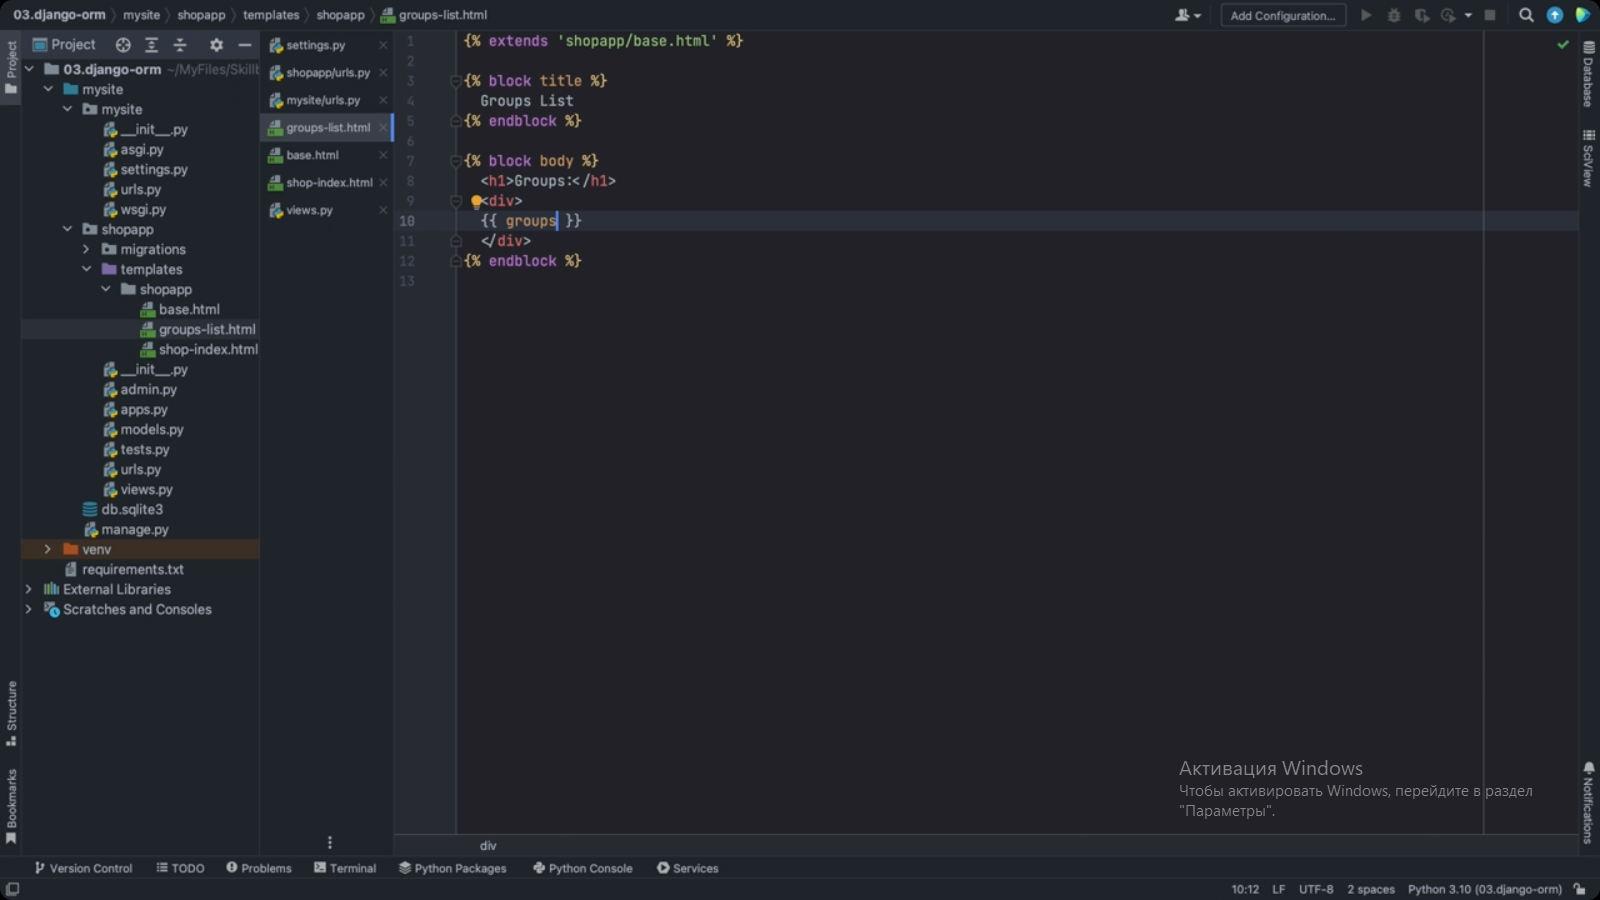 03.django-orm mysite shopapp templates shopapp groups-list.html
Add Configuration...
Project
03.django-orm ~/MyFiles/Skillb
mysite
mysite
__init__.py
asgi.py
settings.py
urls.py
wsgi.py
shopapp
migrations
templates
shopapp
base.html
groups-list.html
shop-index.html
__init__.py
admin.py
apps.py
models.py
tests.py
urls.py
views.py
db.sqlite3
manage.py
venv
requirements.txt
External Libraries
Scratches and Consoles
settings.py
shopapp/urls.py
mysite/urls.py
groups-list.html
base.html
shop-index.html
views.py
1 {% extends 'shopapp/base.html' %}
2
3 {% block title %}
4 Groups List
5 {% endblock %}
6
7 {% block body %}
8 <h1>Groups:</h1>
9 <div>
10 {{ groups }}
11 </div>
12 {% endblock %}
13
div
Project
Structure
Bookmarks
Database
SciView
Notifications
Активация Windows
Чтобы активировать Windows, перейдите в раздел
"Параметры".
Version Control TODO Problems Terminal Python Packages Python Console Services
10:12 LF UTF-8 2 spaces Python 3.10 (03.django-orm)